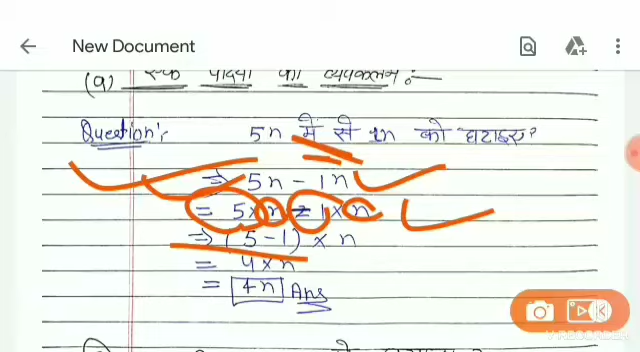 New Document
(a) एक पदियों का व्यवकलन :-
Question:- 5n में से 1n को घटाइए?
⇒ 5n - 1n
= 5×n - 1×n
⇒ (5-1) × n
= 4×n
= 4n Ans